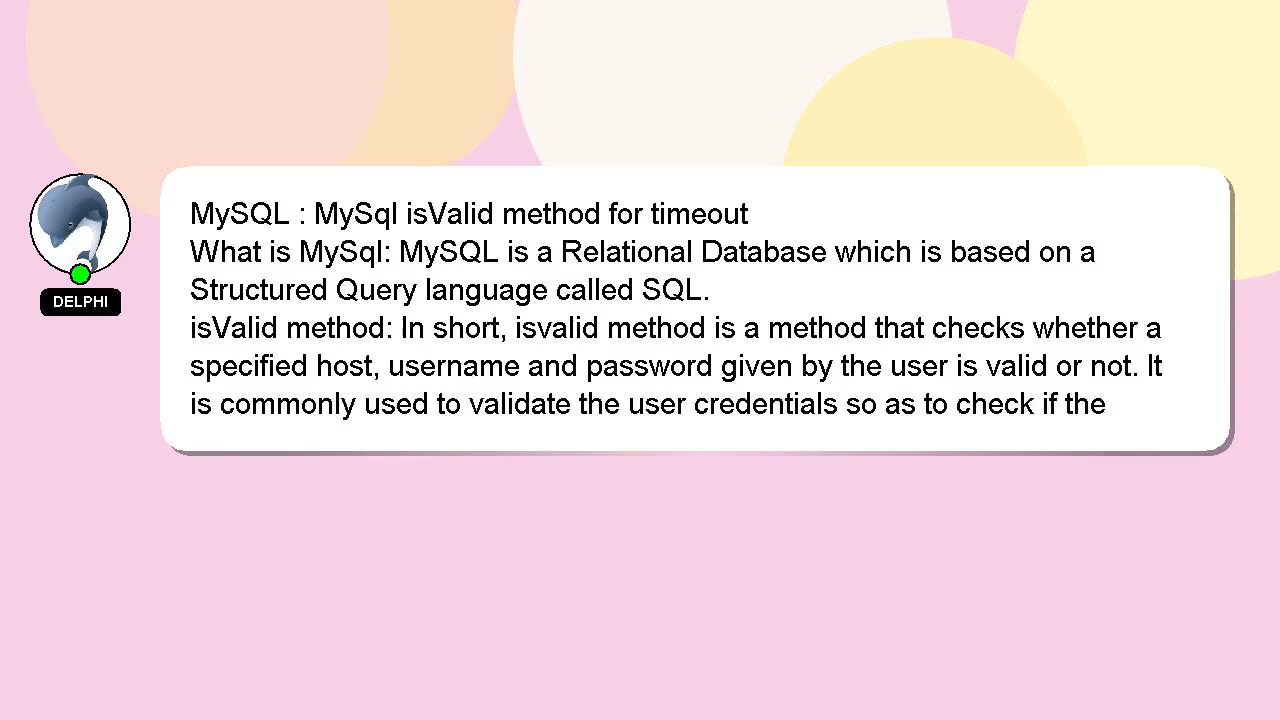 MySQL : MySql isValid method for timeout
What is MySql: MySQL is a Relational Database which is based on a
Structured Query language called SQL.
isValid method: In short, isvalid method is a method that checks whether a
specified host, username and password given by the user is valid or not. It
is commonly used to validate the user credentials so as to check if the
DELPHI